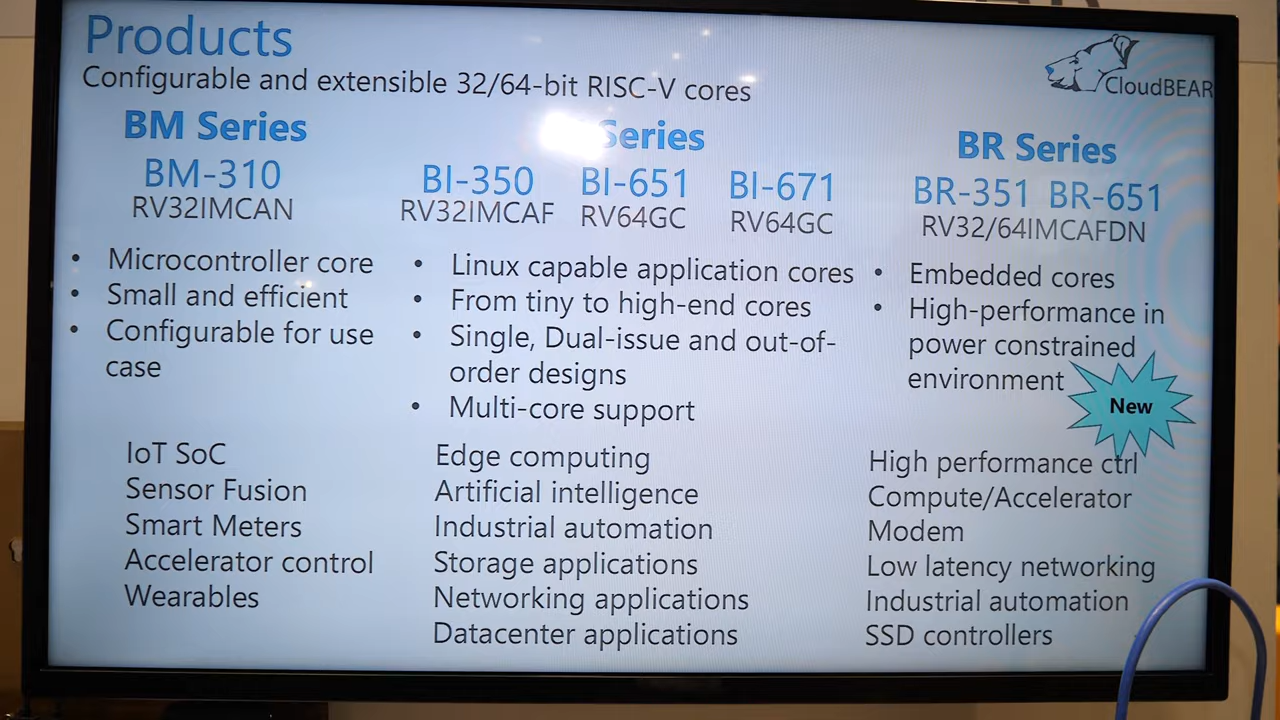 Products
Configurable and extensible 32/64-bit RISC-V cores
CloudBEAR
BM Series
BM-310
RV32IMCAN
• Microcontroller core
• Small and efficient
• Configurable for use
case
IoT SoC
Sensor Fusion
Smart Meters
Accelerator control
Wearables
Series
BI-350 BI-651 BI-671
RV32IMCAF RV64GC RV64GC
• Linux capable application cores
• From tiny to high-end cores
• Single, Dual-issue and out-of-
order designs
• Multi-core support
Edge computing
Artificial intelligence
Industrial automation
Storage applications
Networking applications
Datacenter applications
BR Series
BR-351 BR-651
RV32/64IMCAFDN
• Embedded cores
• High-performance in
power constrained
environment
New
High performance ctrl
Compute/Accelerator
Modem
Low latency networking
Industrial automation
SSD controllers